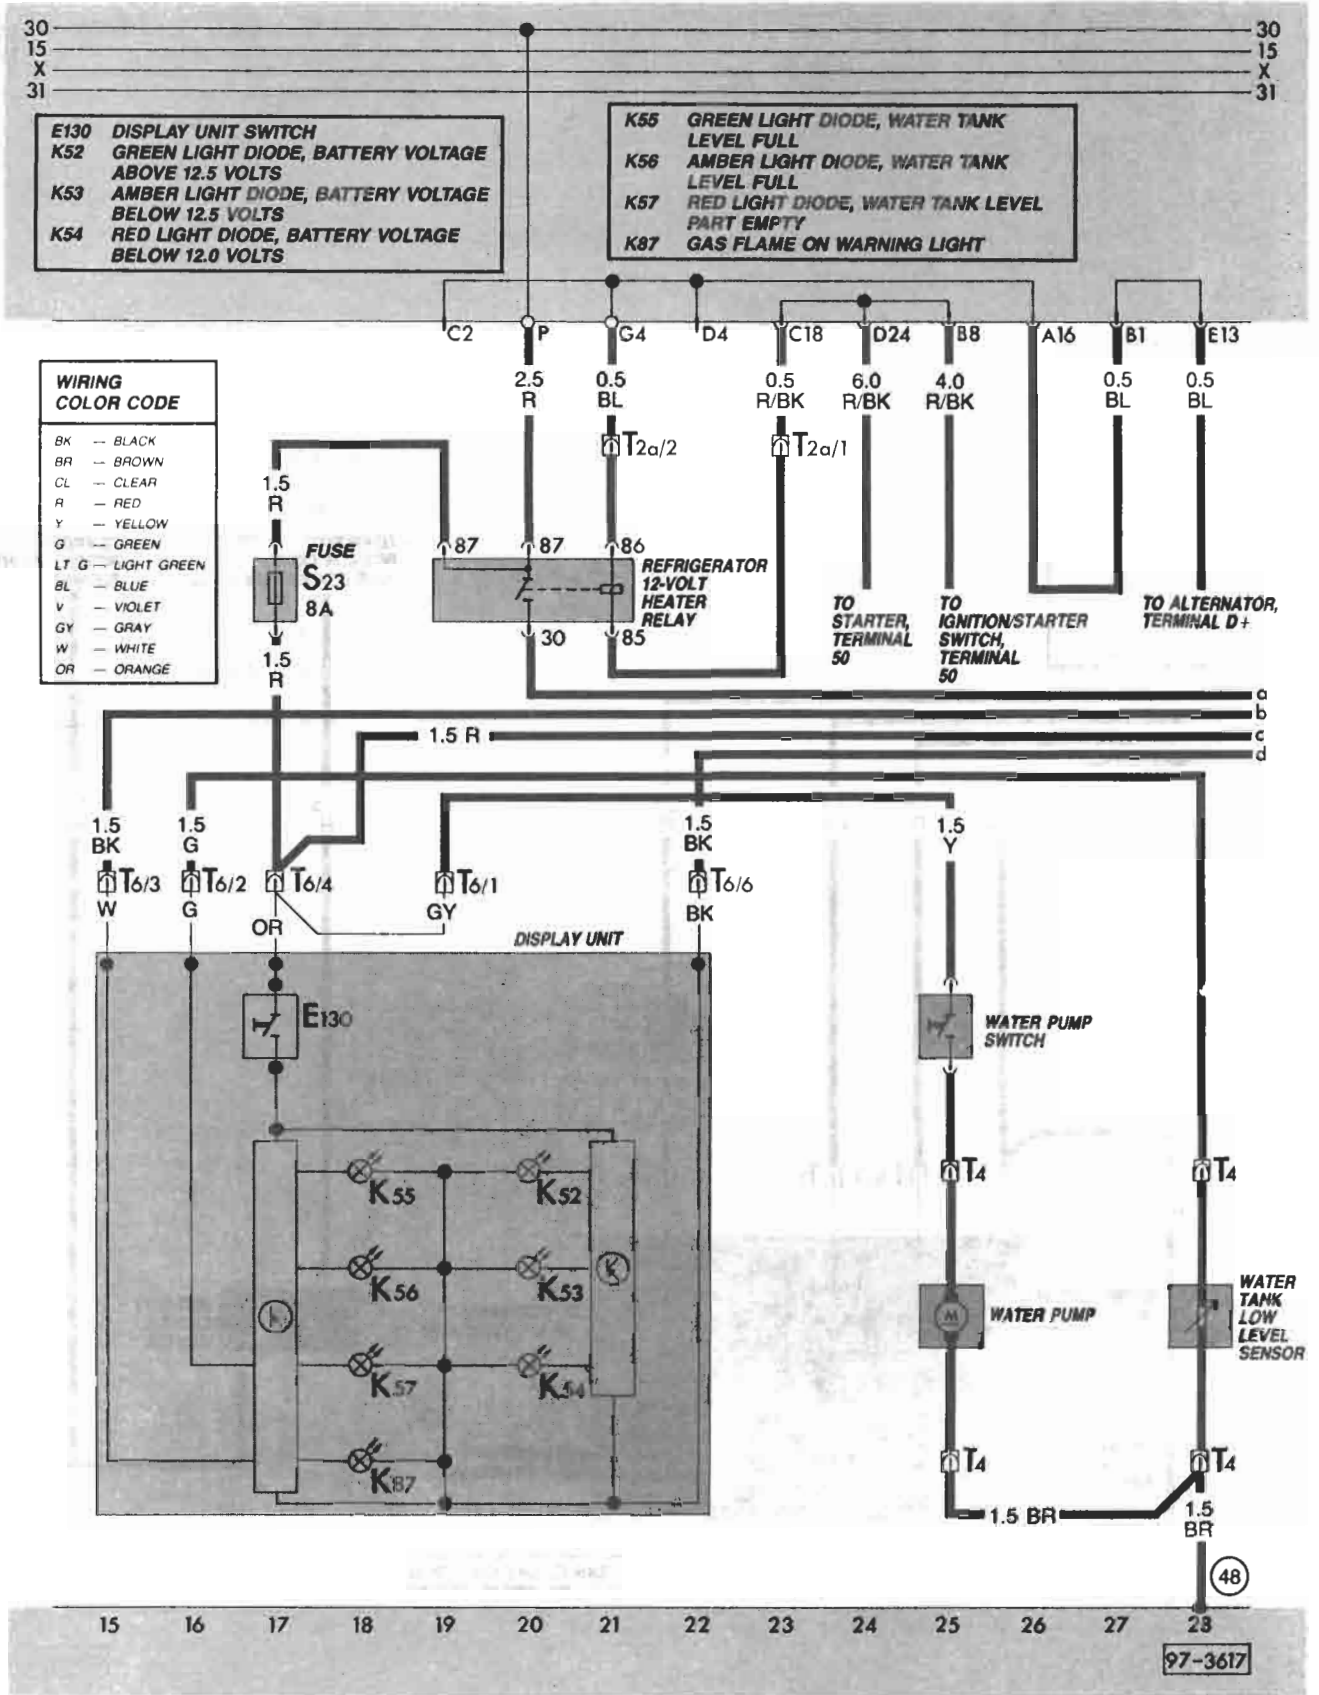 30 30
15 15
X X
31 31
E130 DISPLAY UNIT SWITCH
K52 GREEN LIGHT DIODE, BATTERY VOLTAGE
ABOVE 12.5 VOLTS
K53 AMBER LIGHT DIODE, BATTERY VOLTAGE
BELOW 12.5 VOLTS
K54 RED LIGHT DIODE, BATTERY VOLTAGE
BELOW 12.0 VOLTS
K55 GREEN LIGHT DIODE, WATER TANK
LEVEL FULL
K56 AMBER LIGHT DIODE, WATER TANK
LEVEL FULL
K57 RED LIGHT DIODE, WATER TANK LEVEL
PART EMPTY
K87 GAS FLAME ON WARNING LIGHT
C2 P G4 D4 C18 D24 B8 A16 B1 E13
WIRING
COLOR CODE
BK — BLACK
BR — BROWN
CL — CLEAR
R — RED
Y — YELLOW
G — GREEN
LT G — LIGHT GREEN
BL — BLUE
V — VIOLET
GY — GRAY
W — WHITE
OR — ORANGE
2.5 0.5 0.5 6.0 4.0 0.5 0.5
R BL R/BK R/BK R/BK BL BL
T2a/2 T2a/1
1.5
R
87 87 86
FUSE
S23
8A
REFRIGERATOR
12-VOLT
HEATER
RELAY
30 85
TO
STARTER,
TERMINAL
50
TO
IGNITION/STARTER
SWITCH,
TERMINAL
50
TO ALTERNATOR,
TERMINAL D+
1.5
R
a
b
1.5 R c
d
1.5 1.5 1.5 1.5
BK G BK Y
T6/3 T6/2 T6/4 T6/1 T6/6
W G OR GY BK
DISPLAY UNIT
E130
WATER PUMP
SWITCH
T4 T4
K55 K52
K56 K53
K57 K54
K87
M
WATER PUMP
WATER
TANK
LOW
LEVEL
SENSOR
T4 T4
1.5 BR
1.5
BR
48
15 16 17 18 19 20 21 22 23 24 25 26 27 28
97-3617